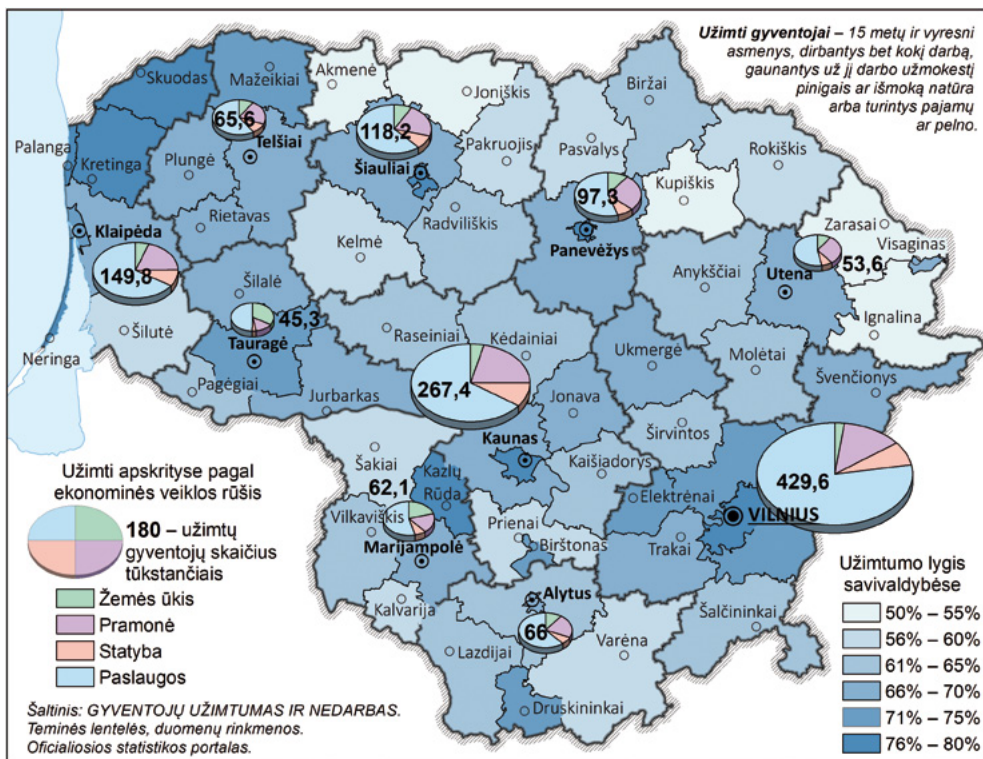 Užimti gyventojai – 15 metų ir vyresni
asmenys, dirbantys bet kokį darbą,
gaunantys už jį darbo užmokestį
pinigais ar išmoką natūra
arba turintys pajamų
ar pelno.
Skuodas
Mažeikiai
Akmenė
Joniškis
Biržai
65,6
Telšiai
118,2
Šiauliai
Pakruojis
Pasvalys
Rokiškis
Palanga
Kretinga
Plungė
97,3
Kupiškis
Rietavas
Radviliškis
Zarasai
Visaginas
Klaipėda
Kelmė
Panevėžys
Utena
53,6
149,8
Šilalė
Anykščiai
Ignalina
Šilutė
45,3
Tauragė
Raseiniai
Kėdainiai
Ukmergė
Molėtai
Neringa
Pagėgiai
Jurbarkas
267,4
Jonava
Švenčionys
Širvintos
Kaunas
Šakiai
Kazlų
Rūda
Kaišiadorys
429,6
62,1
Elektrėnai
VILNIUS
Vilkaviškis
Prienai
Marijampolė
Birštonas
Trakai
Kalvarija
Alytus
66
Varėna
Šalčininkai
Lazdijai
Druskininkai
Užimti apskrityse pagal
ekonominės veiklos rūšis
180 – užimtų
gyventojų skaičius
tūkstančiais
Žemės ūkis
Pramonė
Statyba
Paslaugos
Šaltinis: GYVENTOJŲ UŽIMTUMAS IR NEDARBAS.
Teminės lentelės, duomenų rinkmenos.
Oficialiosios statistikos portalas.
Užimtumo lygis
savivaldybėse
50% – 55%
56% – 60%
61% – 65%
66% – 70%
71% – 75%
76% – 80%